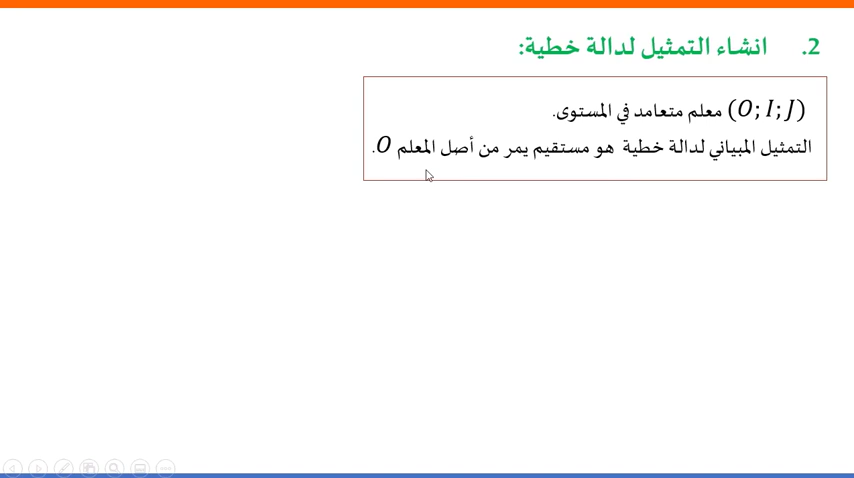 2. انشاء التمثيل لدالة خطية:
(O; I; J) معلم متعامد في المستوى.
التمثيل المبياني لدالة خطية هو مستقيم يمر من أصل المعلم O.